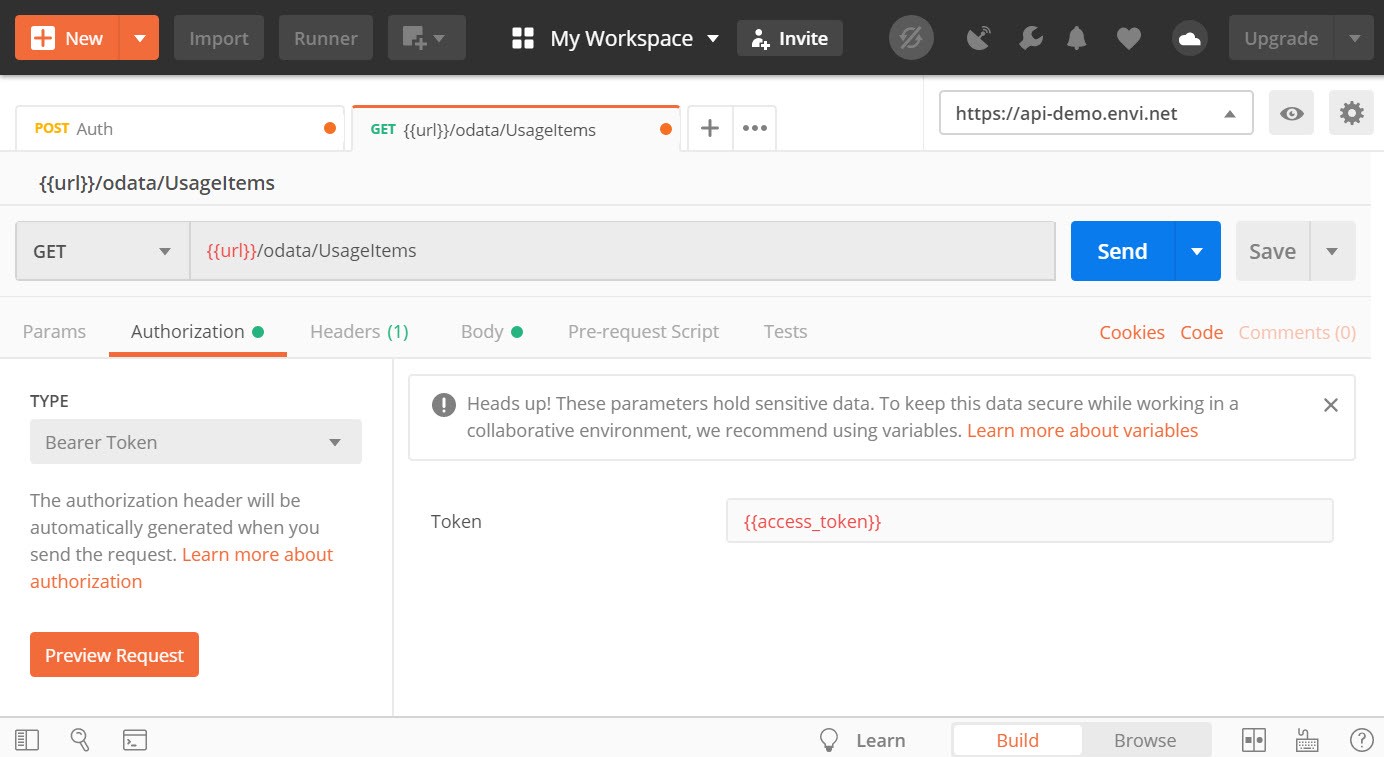 New Import Runner My Workspace Invite Upgrade
POST Auth GET {{url}}/odata/UsageItems + ••• https://api-demo.envi.net
{{url}}/odata/UsageItems
GET {{url}}/odata/UsageItems Send Save
Params Authorization Headers (1) Body Pre-request Script Tests Cookies Code Comments (0)
TYPE
Bearer Token
The authorization header will be
automatically generated when you
send the request. Learn more about
authorization
Preview Request
Heads up! These parameters hold sensitive data. To keep this data secure while working in a
collaborative environment, we recommend using variables. Learn more about variables
Token {{access_token}}
Learn Build Browse